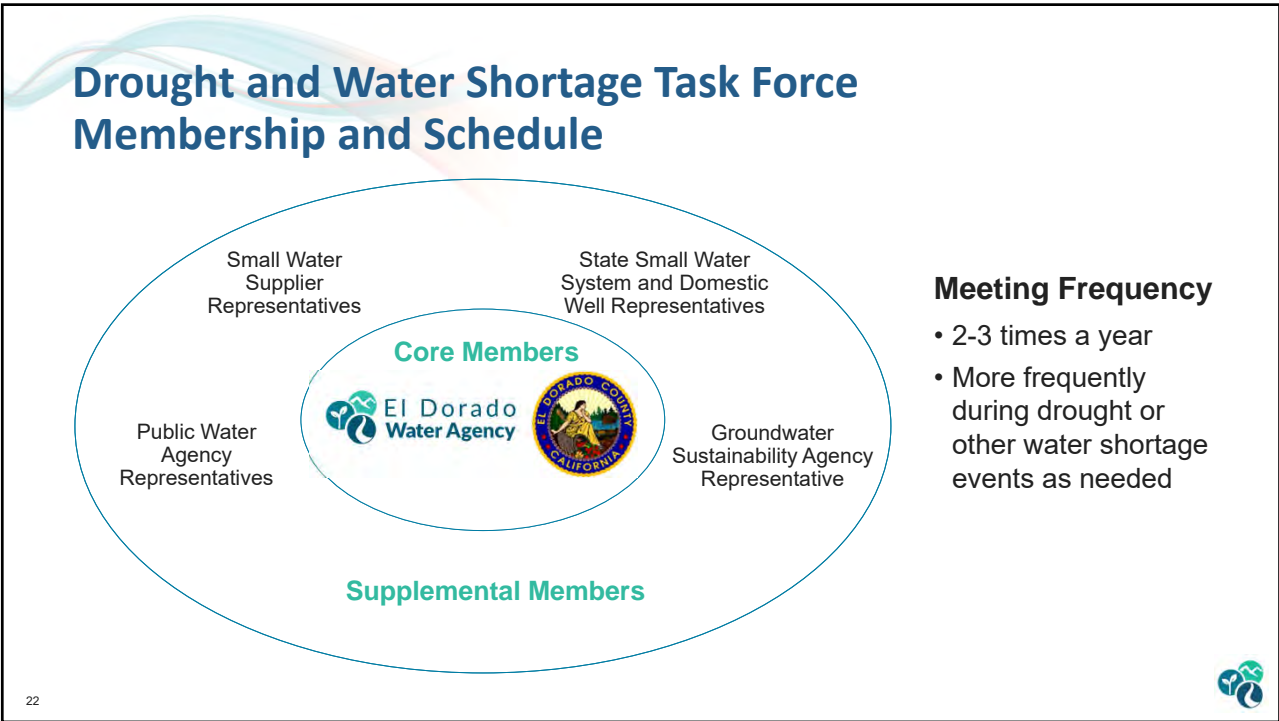 Drought and Water Shortage Task Force
Membership and Schedule
Small Water
Supplier
Representatives
State Small Water
System and Domestic
Well Representatives
Core Members
El Dorado
Water Agency
EL DORADO COUNTY
CALIFORNIA
Public Water
Agency
Representatives
Groundwater
Sustainability Agency
Representative
Supplemental Members
Meeting Frequency
• 2-3 times a year
• More frequently
during drought or
other water shortage
events as needed
22